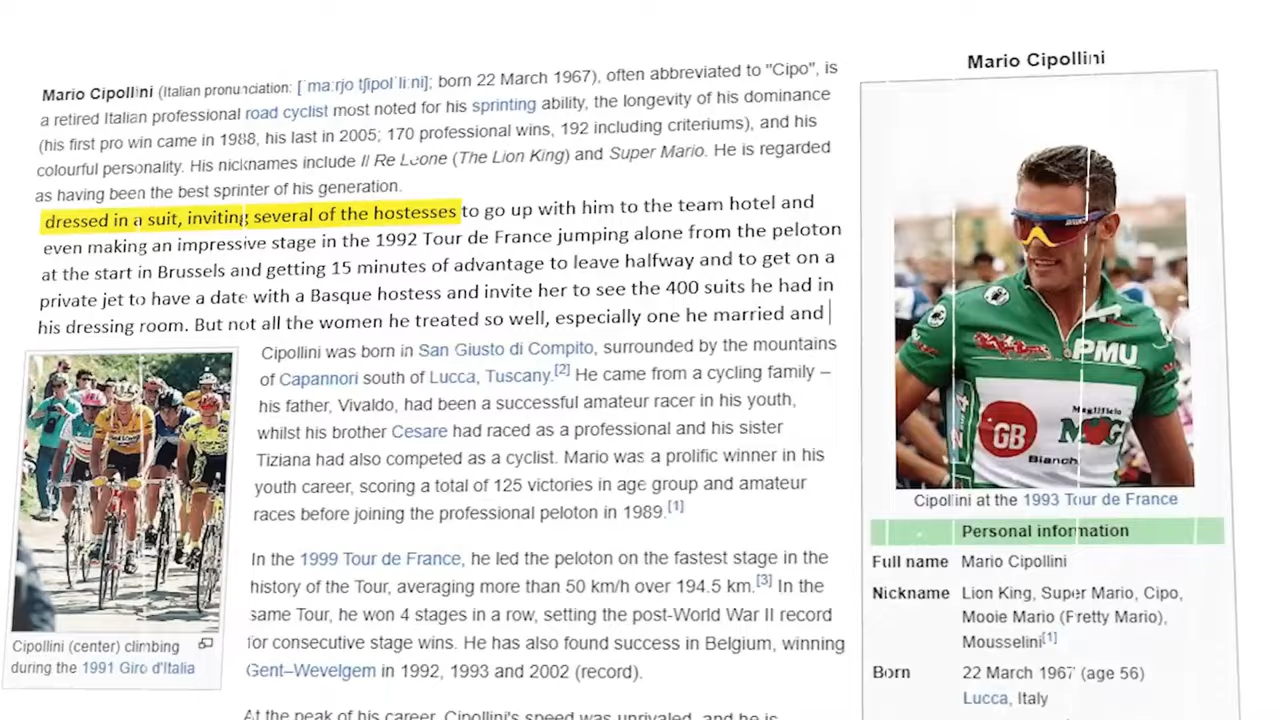 Mario Cipollini
Mario Cipollini (Italian pronunciation: [ˈmaːrjo tʃipolˈliːni]; born 22 March 1967), often abbreviated to "Cipo", is
a retired Italian professional road cyclist most noted for his sprinting ability, the longevity of his dominance
(his first pro win came in 1988, his last in 2005; 170 professional wins, 192 including criteriums), and his
colourful personality. His nicknames include Il Re Leone (The Lion King) and Super Mario. He is regarded
as having been the best sprinter of his generation.
dressed in a suit, inviting several of the hostesses to go up with him to the team hotel and
even making an impressive stage in the 1992 Tour de France jumping alone from the peloton
at the start in Brussels and getting 15 minutes of advantage to leave halfway and to get on a
private jet to have a date with a Basque hostess and invite her to see the 400 suits he had in
his dressing room. But not all the women he treated so well, especially one he married and
Cipollini was born in San Giusto di Compito, surrounded by the mountains
of Capannori south of Lucca, Tuscany.[2] He came from a cycling family –
his father, Vivaldo, had been a successful amateur racer in his youth,
whilst his brother Cesare had raced as a professional and his sister
Tiziana had also competed as a cyclist. Mario was a prolific winner in his
youth career, scoring a total of 125 victories in age group and amateur
races before joining the professional peloton in 1989.[1]
In the 1999 Tour de France, he led the peloton on the fastest stage in the
history of the Tour, averaging more than 50 km/h over 194.5 km.[3] In the
same Tour, he won 4 stages in a row, setting the post-World War II record
for consecutive stage wins. He has also found success in Belgium, winning
Gent–Wevelgem in 1992, 1993 and 2002 (record).
At the peak of his career, Cipollini's speed was unrivaled, and he is
Cipollini (center) climbing
during the 1991 Giro d'Italia
PMU
GB
Maglificio
MG
Bianchi
Cipollini at the 1993 Tour de France
Personal information
Full name Mario Cipollini
Nickname Lion King, Super Mario, Cipo,
Mooie Mario (Pretty Mario),
Mousselini[1]
Born 22 March 1967 (age 56)
Lucca, Italy